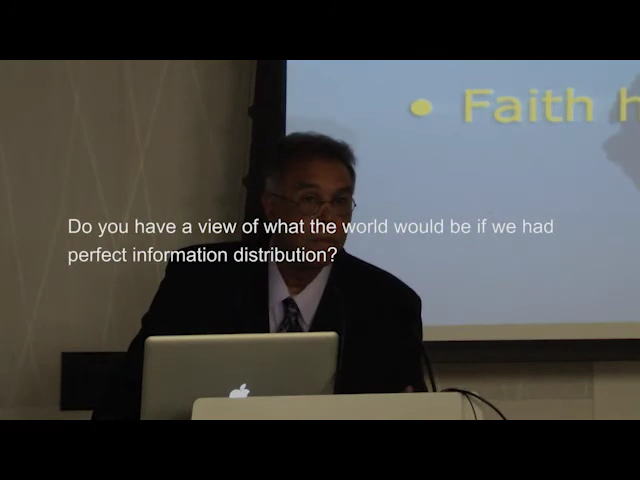 • Faith h
Do you have a view of what the world would be if we had
perfect information distribution?